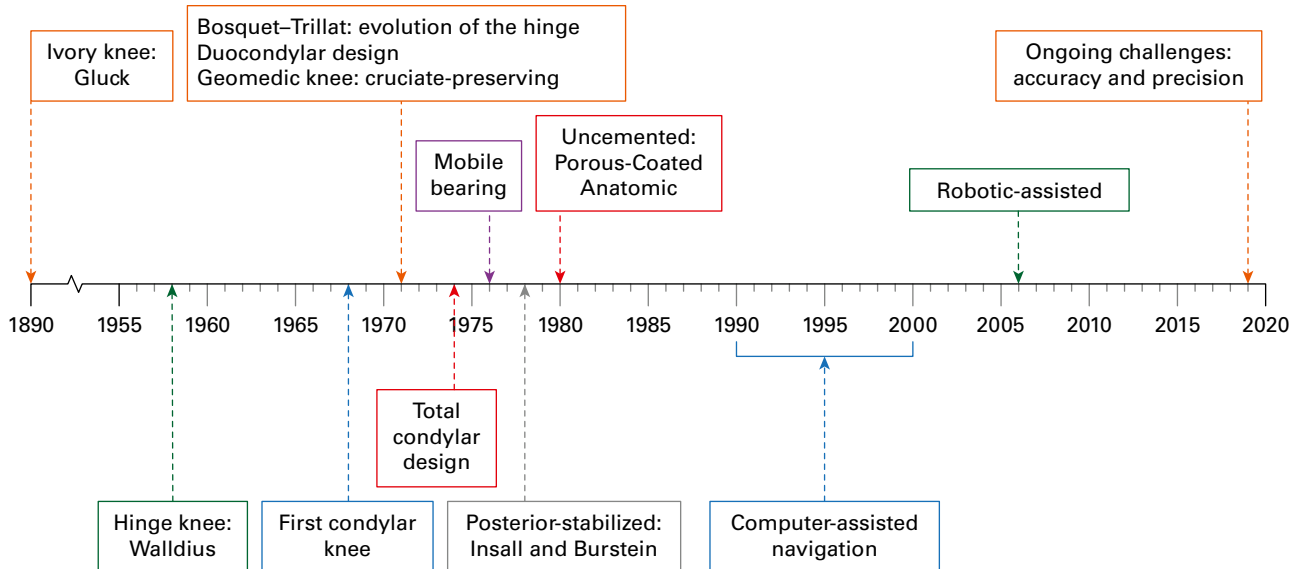 Ivory knee:
Gluck
Bosquet–Trillat: evolution of the hinge
Duocondylar design
Geomedic knee: cruciate-preserving
Ongoing challenges:
accuracy and precision
Mobile
bearing
Uncemented:
Porous-Coated
Anatomic
Robotic-assisted
1890 1955 1960 1965 1970 1975 1980 1985 1990 1995 2000 2005 2010 2015 2020
Total
condylar
design
Hinge knee:
Walldius
First condylar
knee
Posterior-stabilized:
Insall and Burstein
Computer-assisted
navigation